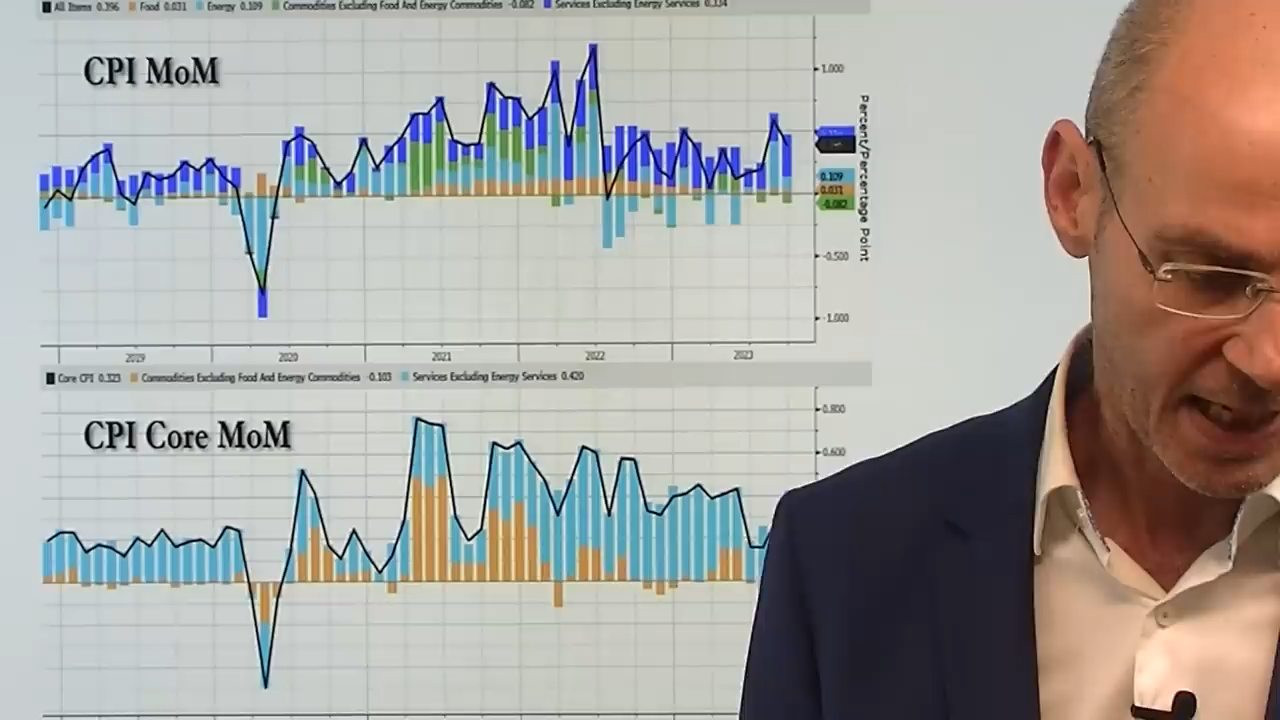 All Items 0.396 Food 0.031 Energy 0.109 Commodities Excluding Food And Energy Commodities -0.082 Services Excluding Energy Services 0.334
CPI MoM
1.000
0.109
0.031
-0.082
-0.500
-1.000
Percent/Percentage Point
2019 2020 2021 2022 2023
Core CPI 0.323 Commodities Excluding Food And Energy Commodities -0.103 Services Excluding Energy Services 0.420
CPI Core MoM
0.800
0.600